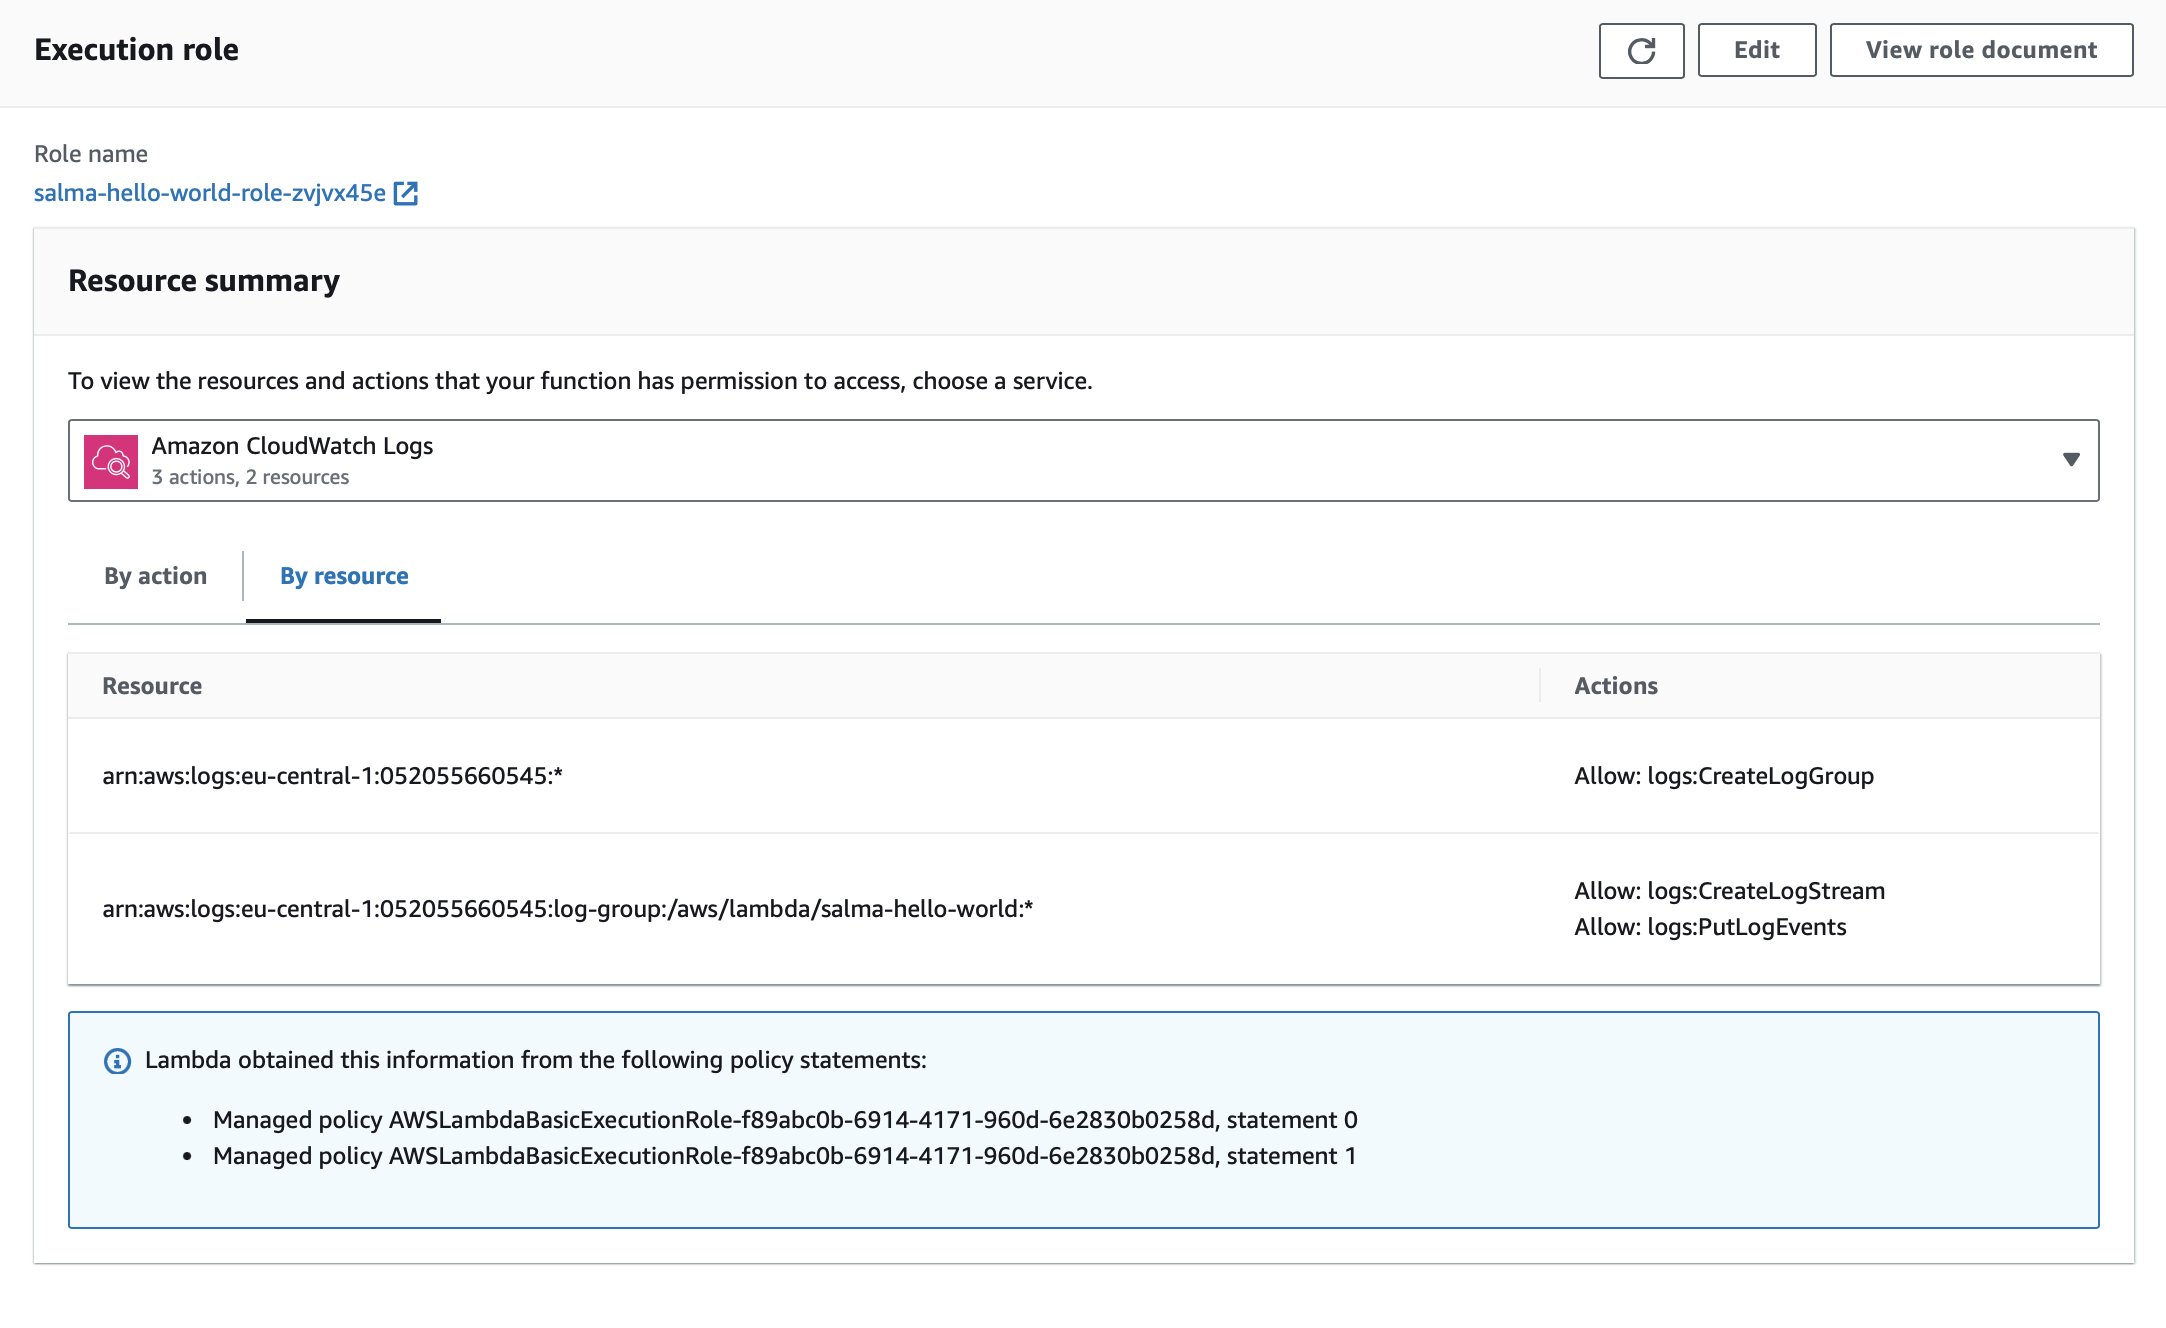 Execution role
Edit
View role document
Role name
salma-hello-world-role-zvjvx45e
Resource summary
To view the resources and actions that your function has permission to access, choose a service.
Amazon CloudWatch Logs
3 actions, 2 resources
By action
By resource
Resource
Actions
arn:aws:logs:eu-central-1:052055660545:*
Allow: logs:CreateLogGroup
arn:aws:logs:eu-central-1:052055660545:log-group:/aws/lambda/salma-hello-world:*
Allow: logs:CreateLogStream
Allow: logs:PutLogEvents
Lambda obtained this information from the following policy statements:
• Managed policy AWSLambdaBasicExecutionRole-f89abc0b-6914-4171-960d-6e2830b0258d, statement 0
• Managed policy AWSLambdaBasicExecutionRole-f89abc0b-6914-4171-960d-6e2830b0258d, statement 1